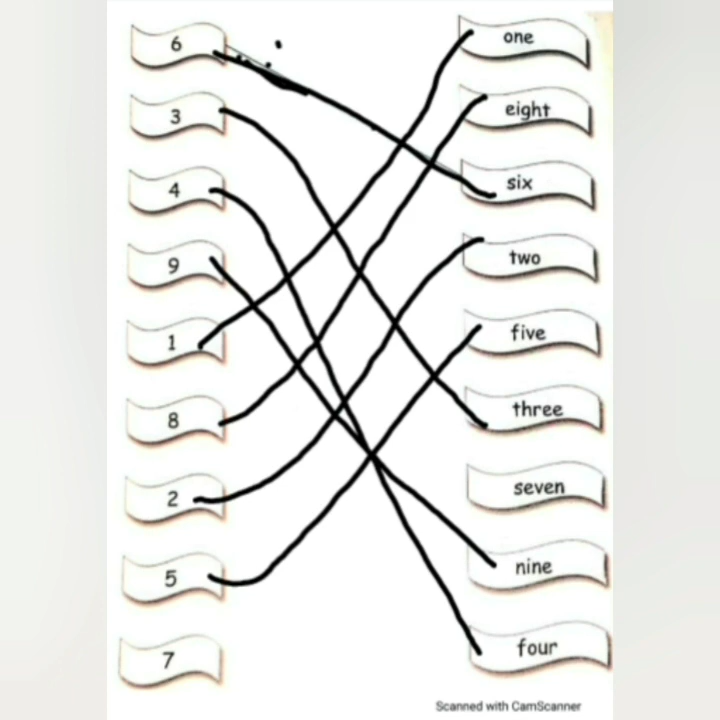 6 one
3 eight
4 six
9 two
1 five
8 three
2 seven
5 nine
7 four
Scanned with CamScanner